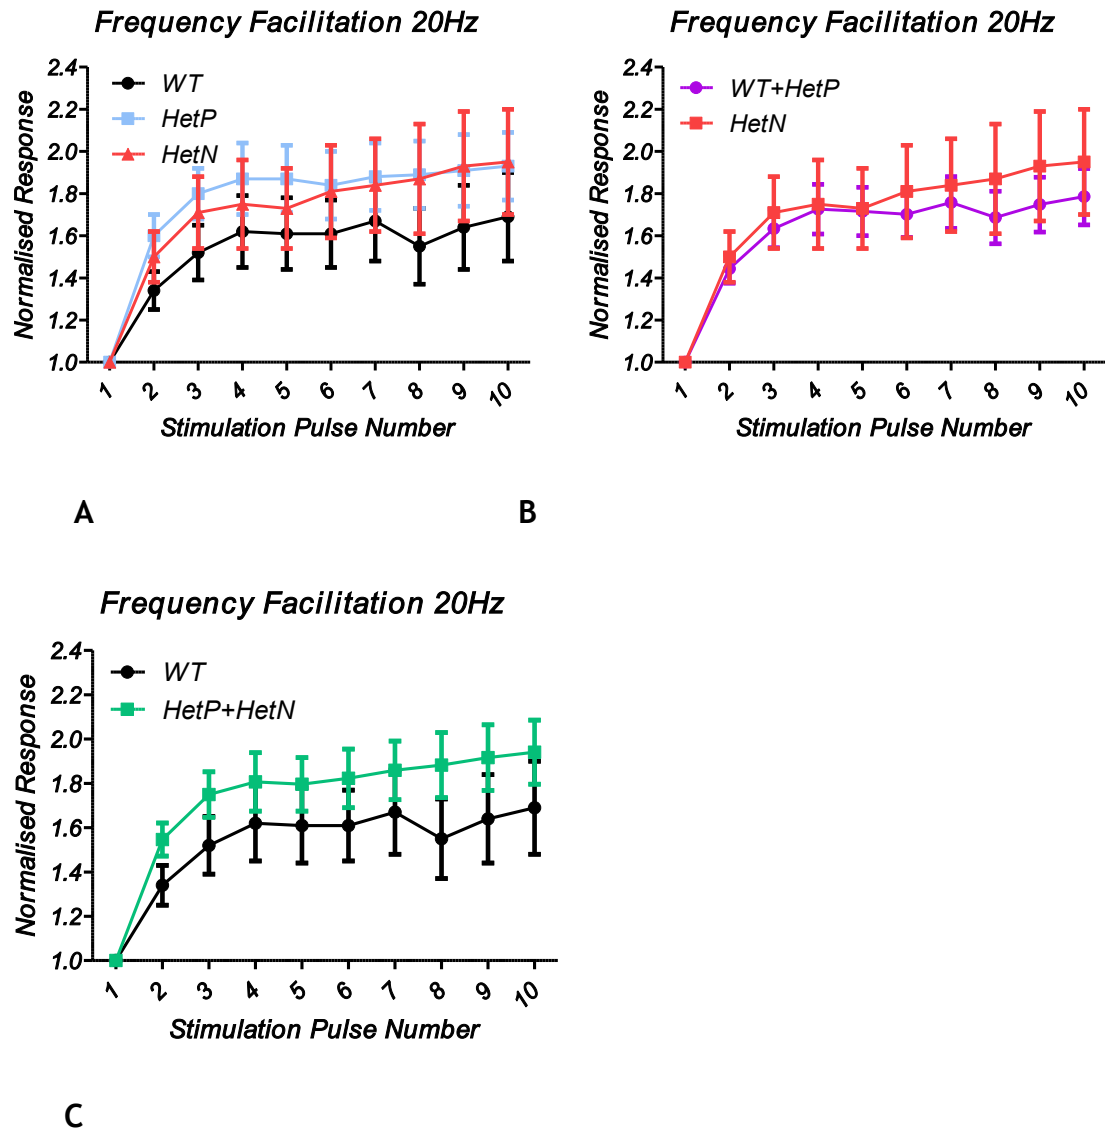 Frequency Facilitation 20Hz
Normalised Response
2.4
2.2
2.0
1.8
1.6
1.4
1.2
1.0
WT
HetP
HetN
1 2 3 4 5 6 7 8 9 10
Stimulation Pulse Number
A
Frequency Facilitation 20Hz
Normalised Response
2.4
2.2
2.0
1.8
1.6
1.4
1.2
1.0
WT+HetP
HetN
1 2 3 4 5 6 7 8 9 10
Stimulation Pulse Number
B
Frequency Facilitation 20Hz
Normalised Response
2.4
2.2
2.0
1.8
1.6
1.4
1.2
1.0
WT
HetP+HetN
1 2 3 4 5 6 7 8 9 10
Stimulation Pulse Number
C